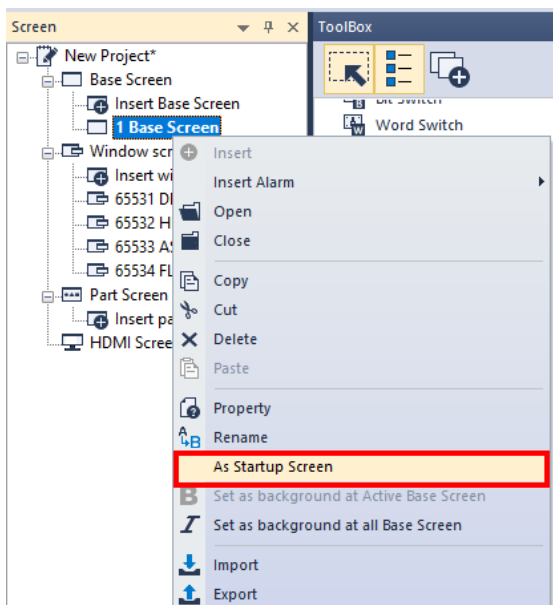 Screen
ToolBox
New Project*
Base Screen
Insert Base Screen
1 Base Screen
Bit Switch
Word Switch
Window scr
Insert wi
65531 DI
65532 H
65533 AS
65534 FL
Part Screen
Insert pa
HDMI Scree
Insert
Insert Alarm
Open
Close
Copy
Cut
Delete
Paste
Property
Rename
As Startup Screen
Set as background at Active Base Screen
Set as background at all Base Screen
Import
Export